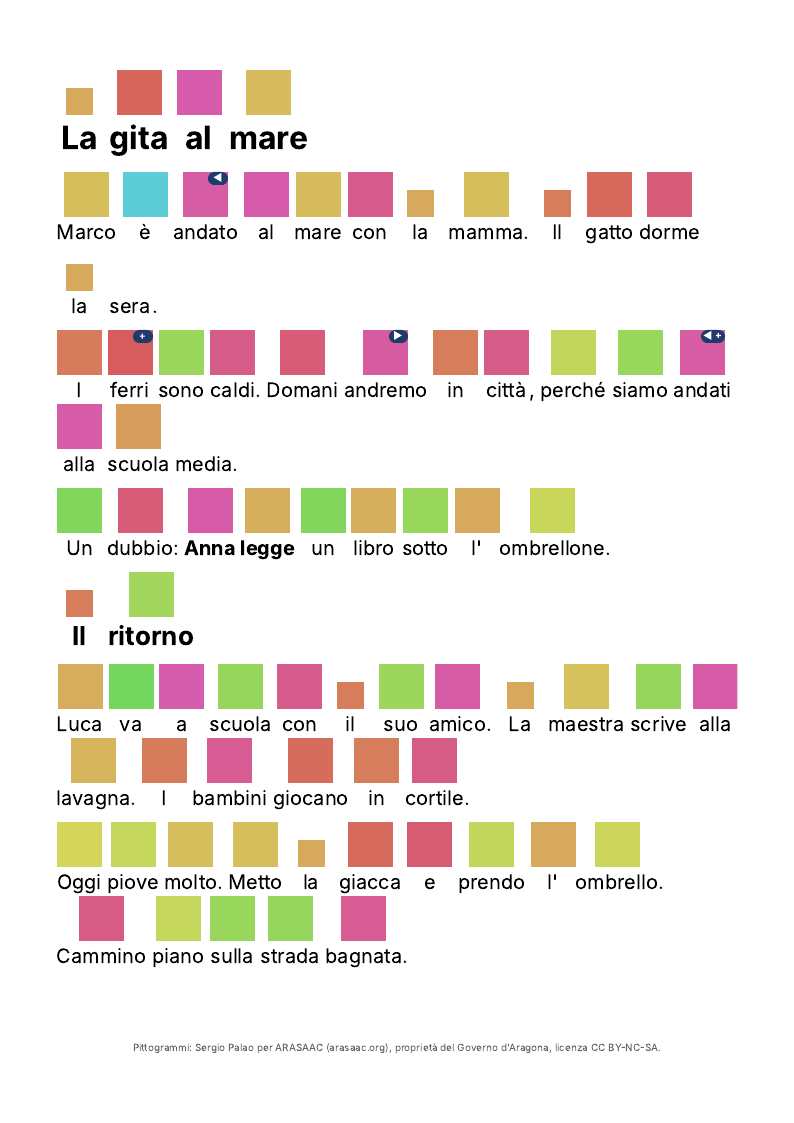 La gita al mare
Marco è andato al mare con la mamma. Il gatto dorme
la sera.
I ferri sono caldi. Domani andremo in città, perché siamo andati
alla scuola media.
Un dubbio: Anna legge un libro sotto l' ombrellone.
Il ritorno
Luca va a scuola con il suo amico. La maestra scrive alla
lavagna. I bambini giocano in cortile.
Oggi piove molto. Metto la giacca e prendo l' ombrello.
Cammino piano sulla strada bagnata.
Pittogrammi: Sergio Palao per ARASAAC (arasaac.org), proprietà del Governo d'Aragona, licenza CC BY-NC-SA.